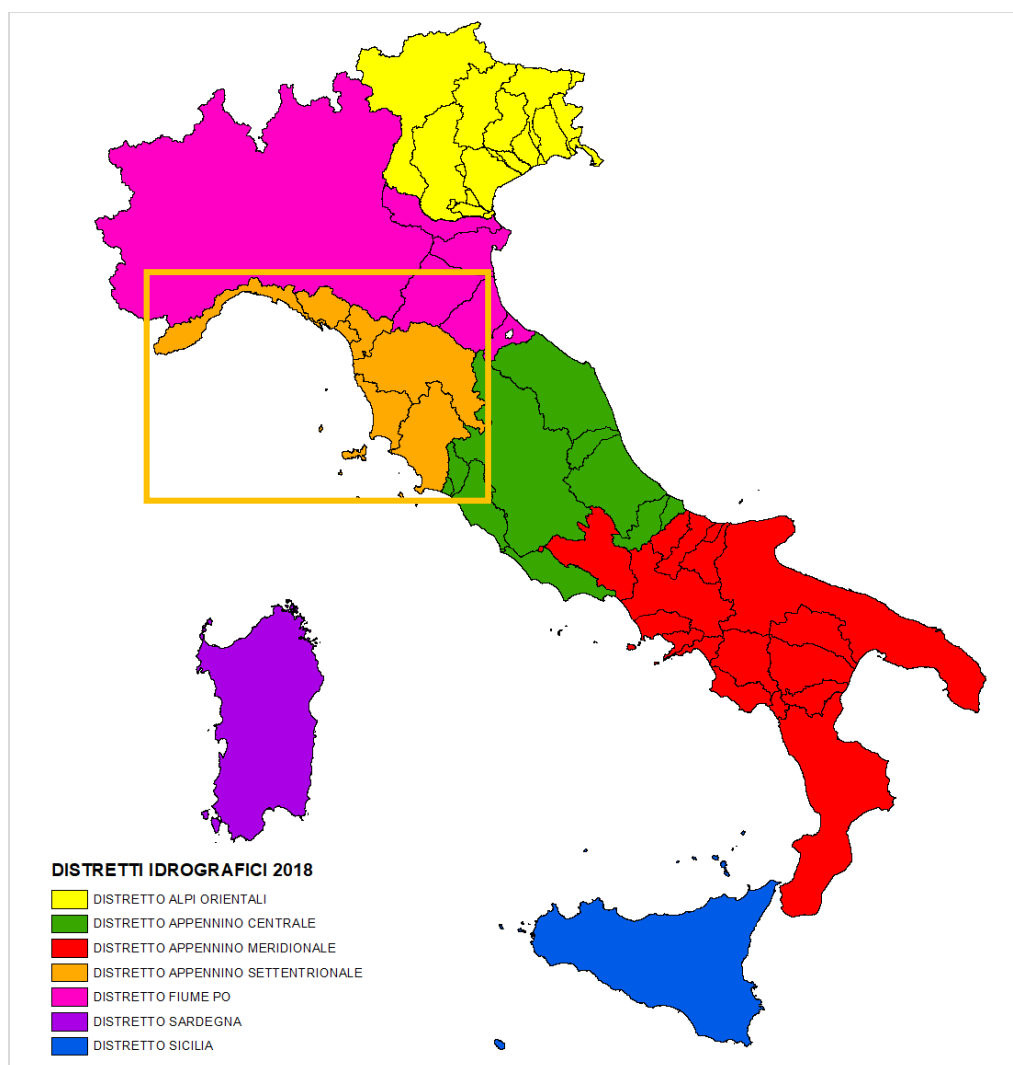 DISTRETTI IDROGRAFICI 2018
DISTRETTO ALPI ORIENTALI
DISTRETTO APPENNINO CENTRALE
DISTRETTO APPENNINO MERIDIONALE
DISTRETTO APPENNINO SETTENTRIONALE
DISTRETTO FIUME PO
DISTRETTO SARDEGNA
DISTRETTO SICILIA